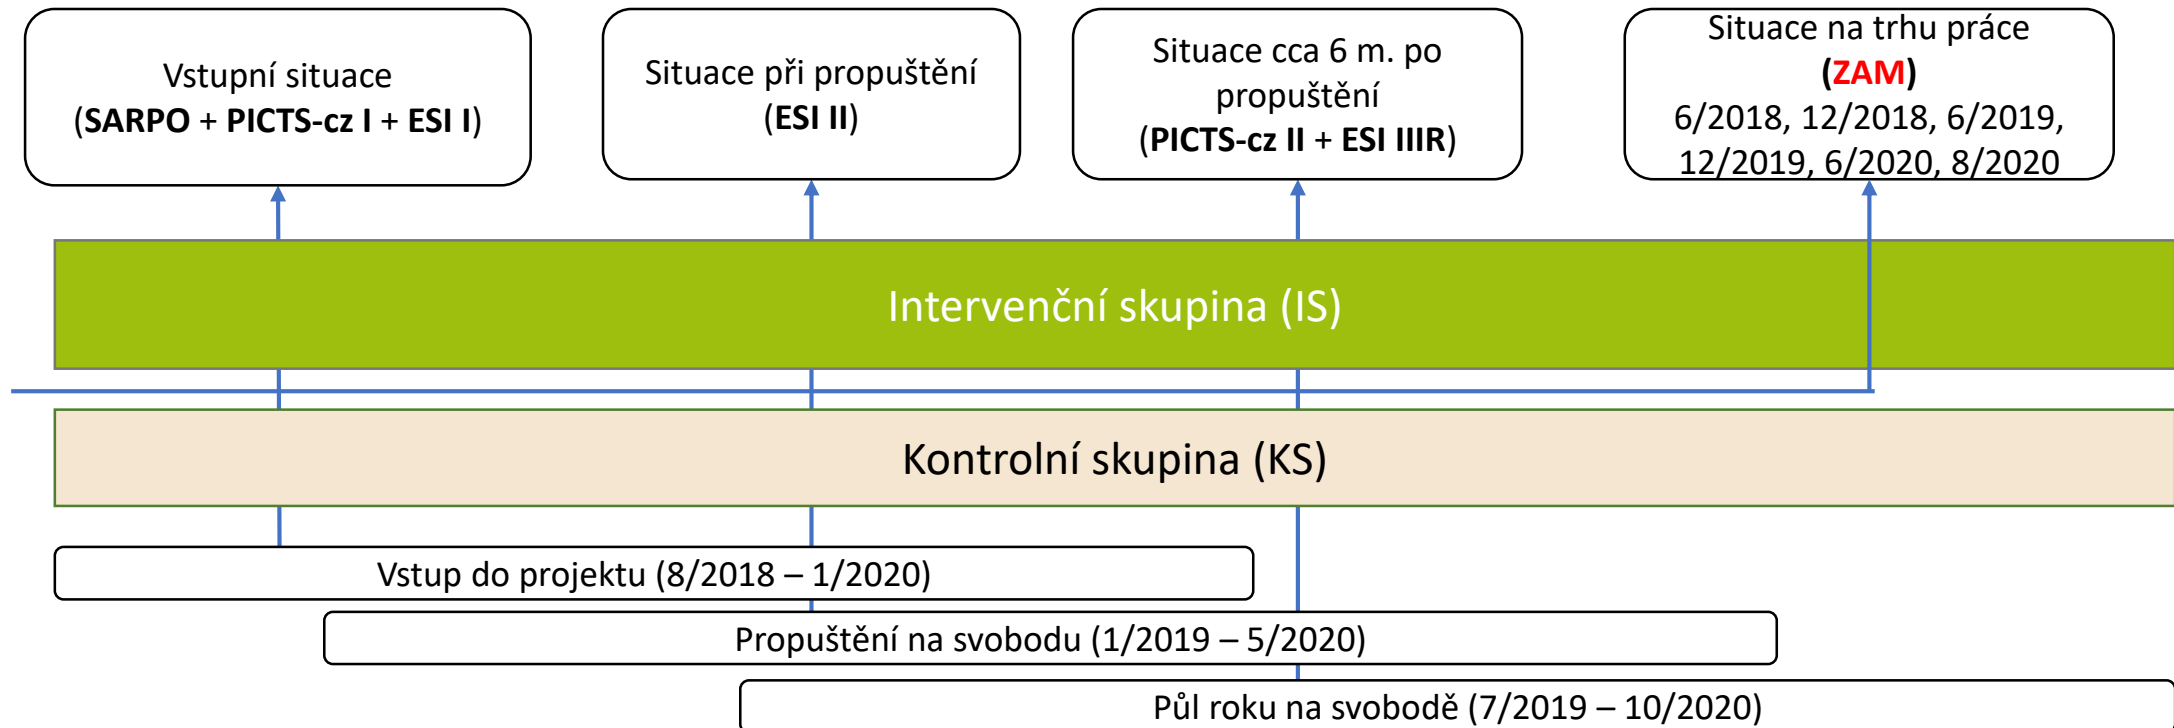 Vstupní situace
(SARPO + PICTS-cz I + ESI I)
Situace při propuštění
(ESI II)
Situace cca 6 m. po
propuštění
(PICTS-cz II + ESI IIIR)
Situace na trhu práce
(ZAM)
6/2018, 12/2018, 6/2019,
12/2019, 6/2020, 8/2020
Intervenční skupina (IS)
Kontrolní skupina (KS)
Vstup do projektu (8/2018 – 1/2020)
Propuštění na svobodu (1/2019 – 5/2020)
Půl roku na svobodě (7/2019 – 10/2020)